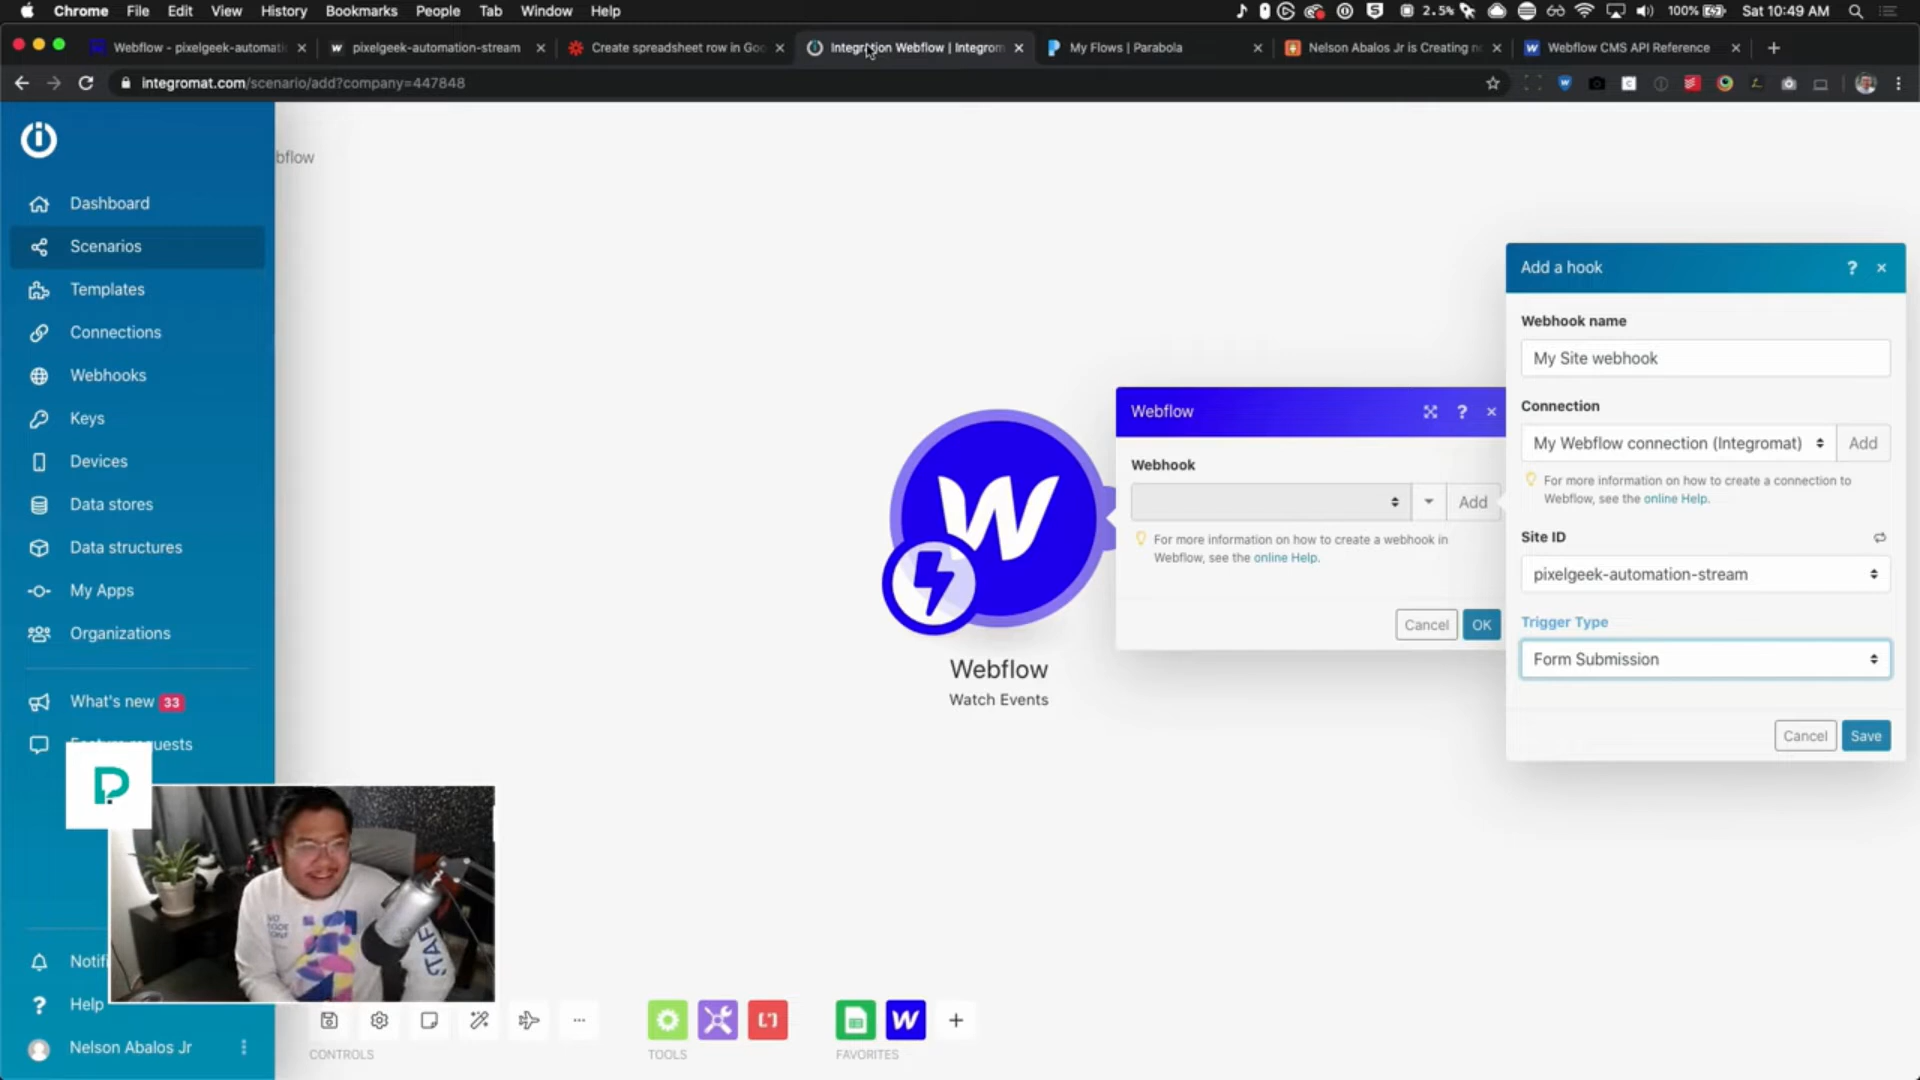 Chrome File Edit View History Bookmarks People Tab Window Help
2.5% 100% Sat 10:49 AM
Webflow - pixelgeek-automati
pixelgeek-automation-stream
Create spreadsheet row in Goo
Integration Webflow | Integrom
My Flows | Parabola
Nelson Abalos Jr is Creating n
Webflow CMS API Reference
integromat.com/scenario/add?company=447848
bflow
Dashboard
Scenarios
Templates
Connections
Webhooks
Keys
Devices
Data stores
Data structures
My Apps
Organizations
What's new 33
Feature requests
Notifi
Help
Nelson Abalos Jr
Webflow
Watch Events
Webflow
Webhook
Add
For more information on how to create a webhook in
Webflow, see the online Help.
Cancel OK
Add a hook
Webhook name
My Site webhook
Connection
My Webflow connection (Integromat) Add
For more information on how to create a connection to
Webflow, see the online Help.
Site ID
pixelgeek-automation-stream
Trigger Type
Form Submission
Cancel Save
CONTROLS
TOOLS
FAVORITES